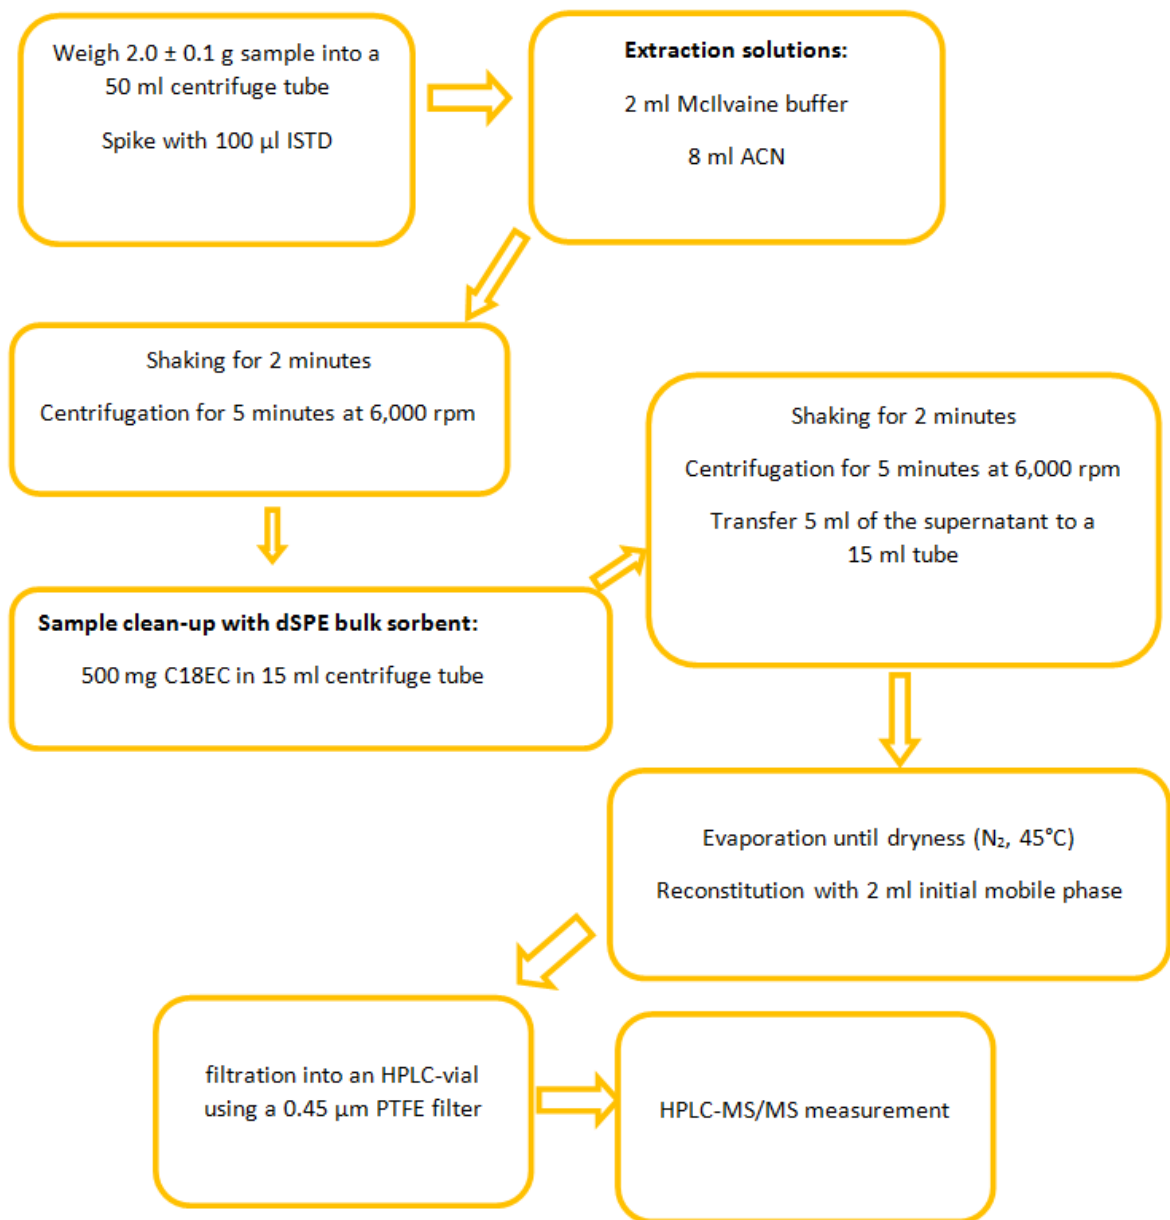 Weigh 2.0 ± 0.1 g sample into a
50 ml centrifuge tube
Spike with 100 µl ISTD
Extraction solutions:
2 ml McIlvaine buffer
8 ml ACN
Shaking for 2 minutes
Centrifugation for 5 minutes at 6,000 rpm
Sample clean-up with dSPE bulk sorbent:
500 mg C18EC in 15 ml centrifuge tube
Shaking for 2 minutes
Centrifugation for 5 minutes at 6,000 rpm
Transfer 5 ml of the supernatant to a
15 ml tube
Evaporation until dryness (N₂, 45°C)
Reconstitution with 2 ml initial mobile phase
filtration into an HPLC-vial
using a 0.45 µm PTFE filter
HPLC-MS/MS measurement